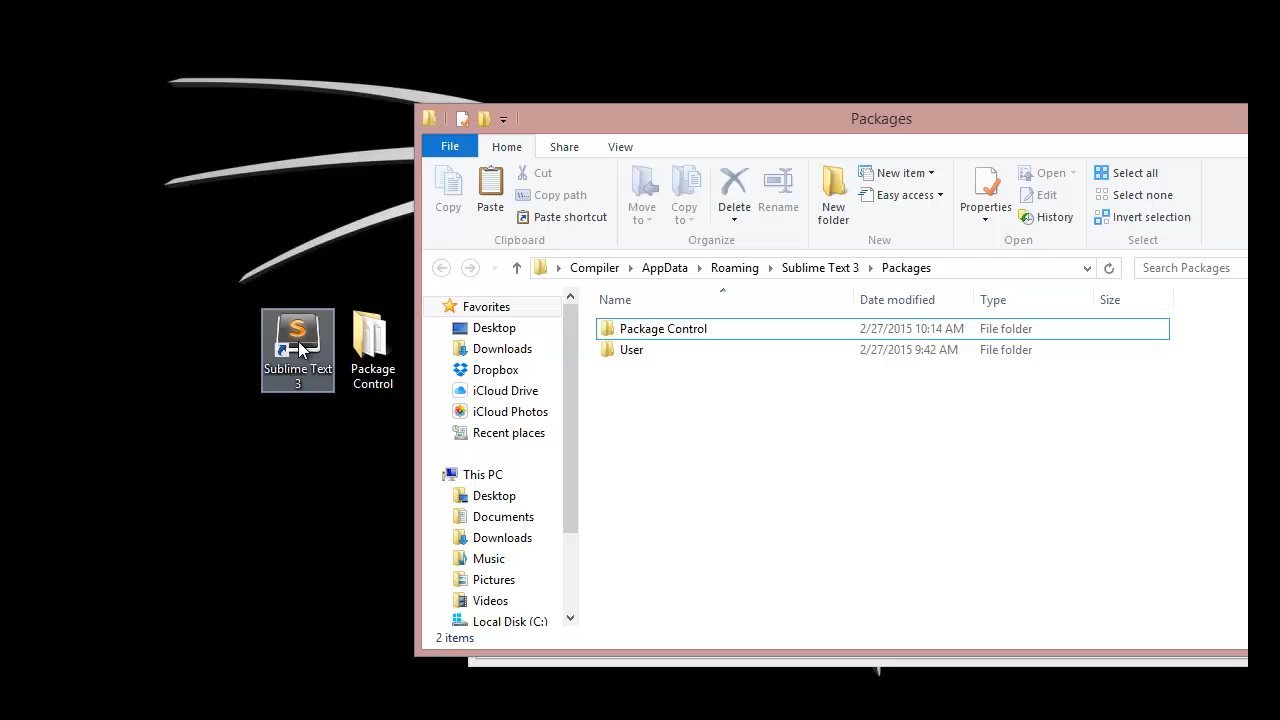 Packages
File
Home
Share
View
Copy
Paste
Cut
Copy path
Paste shortcut
Clipboard
Move to
Copy to
Delete
Rename
Organize
New folder
New item
Easy access
New
Properties
Open
Edit
History
Open
Select all
Select none
Invert selection
Select
Compiler
AppData
Roaming
Sublime Text 3
Packages
Search Packages
Favorites
Desktop
Downloads
Dropbox
iCloud Drive
iCloud Photos
Recent places
This PC
Desktop
Documents
Downloads
Music
Pictures
Videos
Local Disk (C:)
Name Date modified Type Size
Package Control 2/27/2015 10:14 AM File folder
User 2/27/2015 9:42 AM File folder
2 items
S
Sublime Text
3
Package
Control